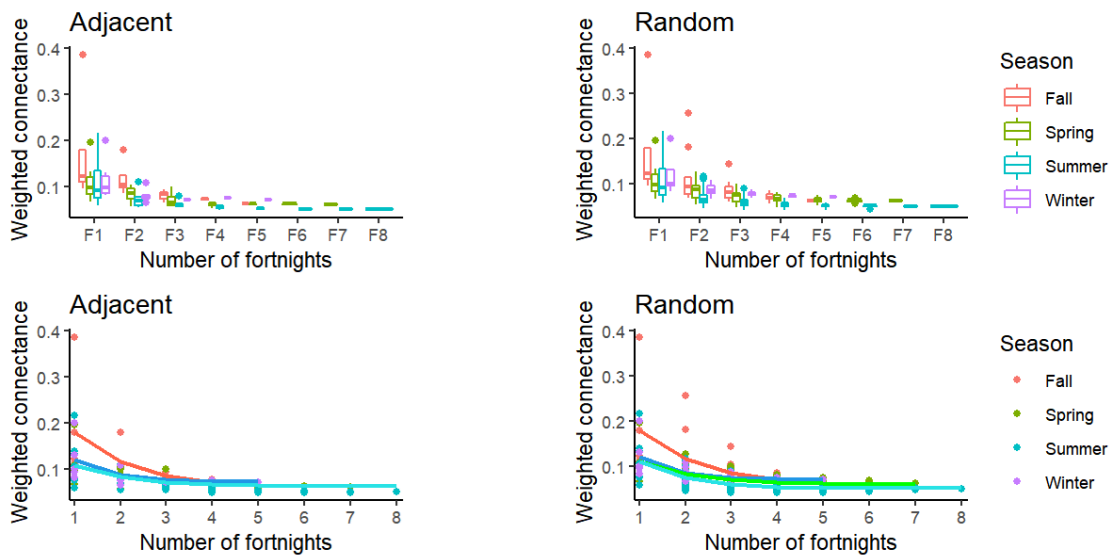 Adjacent
Weighted connectance
0.4
0.3
0.2
0.1
F1 F2 F3 F4 F5 F6 F7 F8
Number of fortnights
Random
Weighted connectance
0.4
0.3
0.2
0.1
F1 F2 F3 F4 F5 F6 F7 F8
Number of fortnights
Season
Fall
Spring
Summer
Winter
Adjacent
Weighted connectance
0.4
0.3
0.2
0.1
1 2 3 4 5 6 7 8
Number of fortnights
Random
Weighted connectance
0.4
0.3
0.2
0.1
1 2 3 4 5 6 7 8
Number of fortnights
Season
Fall
Spring
Summer
Winter